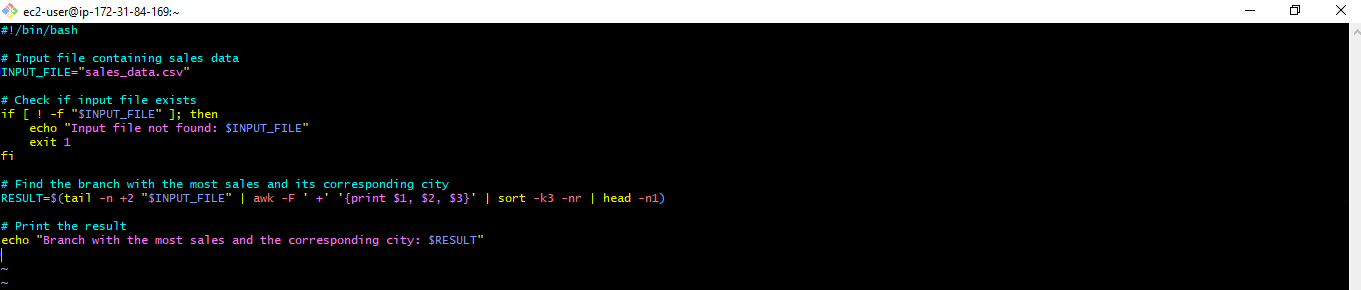 ec2-user@ip-172-31-84-169:~
#!/bin/bash
# Input file containing sales data
INPUT_FILE="sales_data.csv"
# Check if input file exists
if [ ! -f "$INPUT_FILE" ]; then
    echo "Input file not found: $INPUT_FILE"
    exit 1
fi
# Find the branch with the most sales and its corresponding city
RESULT=$(tail -n +2 "$INPUT_FILE" | awk -F ' +' '{print $1, $2, $3}' | sort -k3 -nr | head -n1)
# Print the result
echo "Branch with the most sales and the corresponding city: $RESULT"
~
~